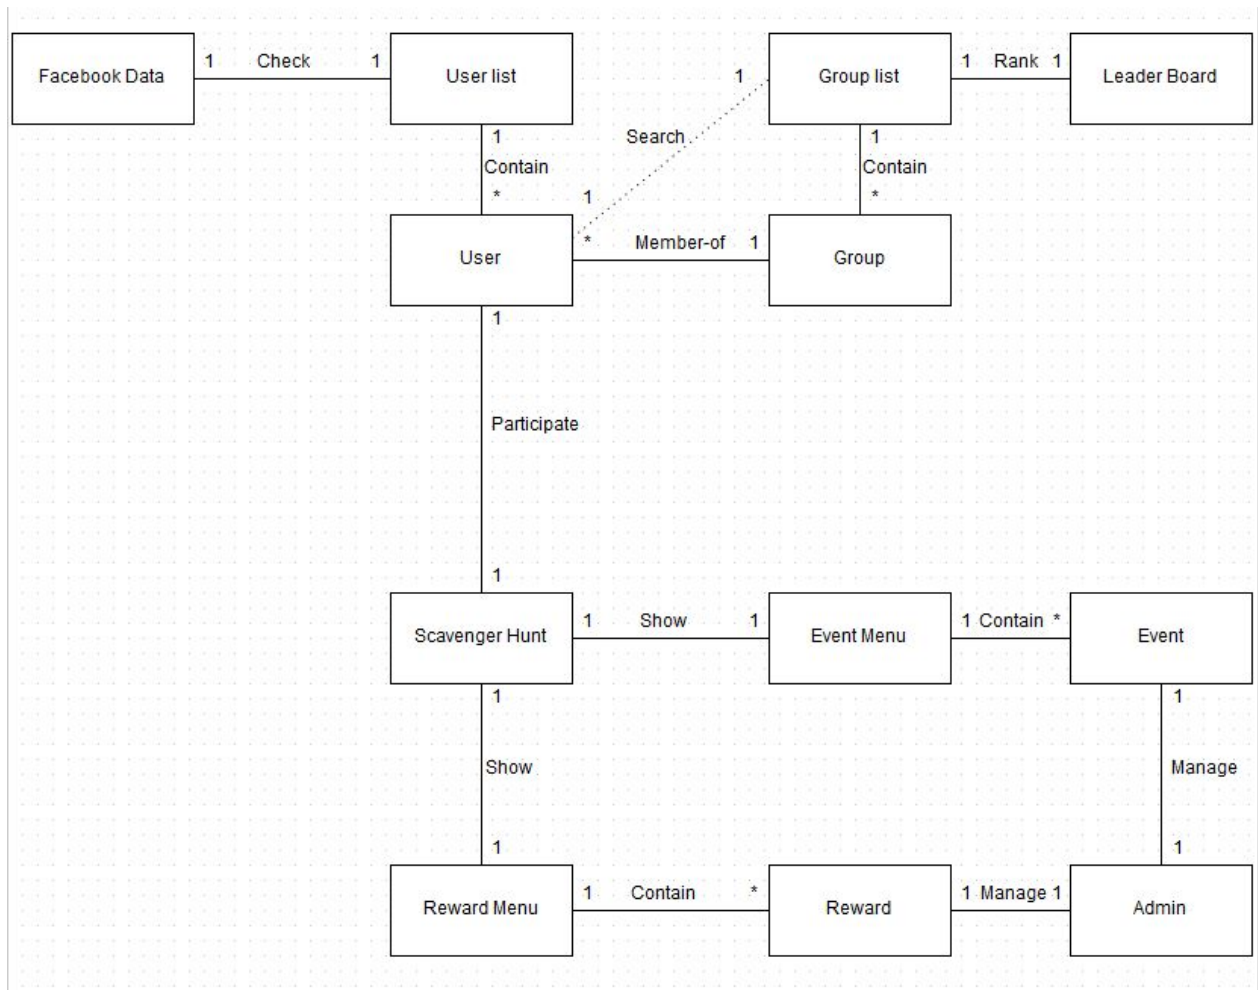 1 Check 1
Facebook Data User list
1 Group list 1 Rank 1 Leader Board
1 Search 1
Contain Contain
* 1 *
* Member-of 1
User Group
1
Participate
1
1 Show 1 1 Contain *
Scavenger Hunt Event Menu Event
1 1
Show Manage
1 1
1 Contain * 1 Manage 1
Reward Menu Reward Admin